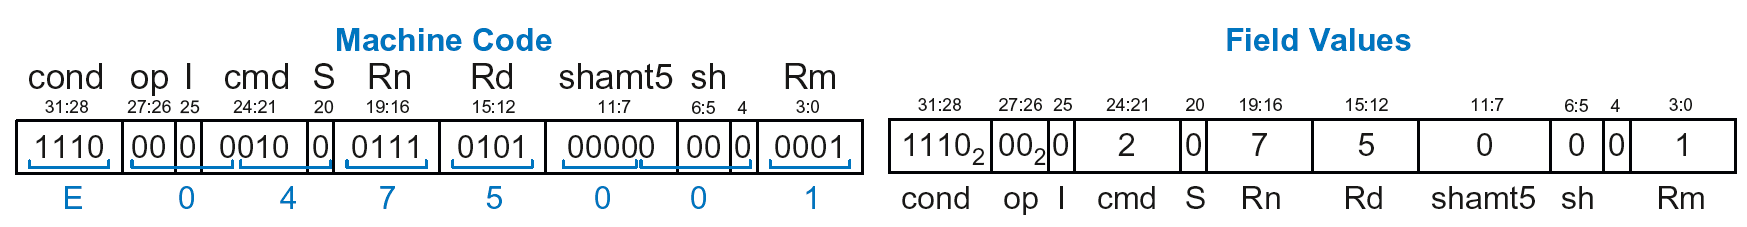 Machine Code
cond op I cmd S Rn Rd shamt5 sh Rm
31:28 27:26 25 24:21 20 19:16 15:12 11:7 6:5 4 3:0
1110 00 0 0010 0 0111 0101 00000 00 0 0001
E 0 4 7 5 0 0 1
Field Values
31:28 27:26 25 24:21 20 19:16 15:12 11:7 6:5 4 3:0
1110₂ 00₂ 0 2 0 7 5 0 0 0 1
cond op I cmd S Rn Rd shamt5 sh Rm